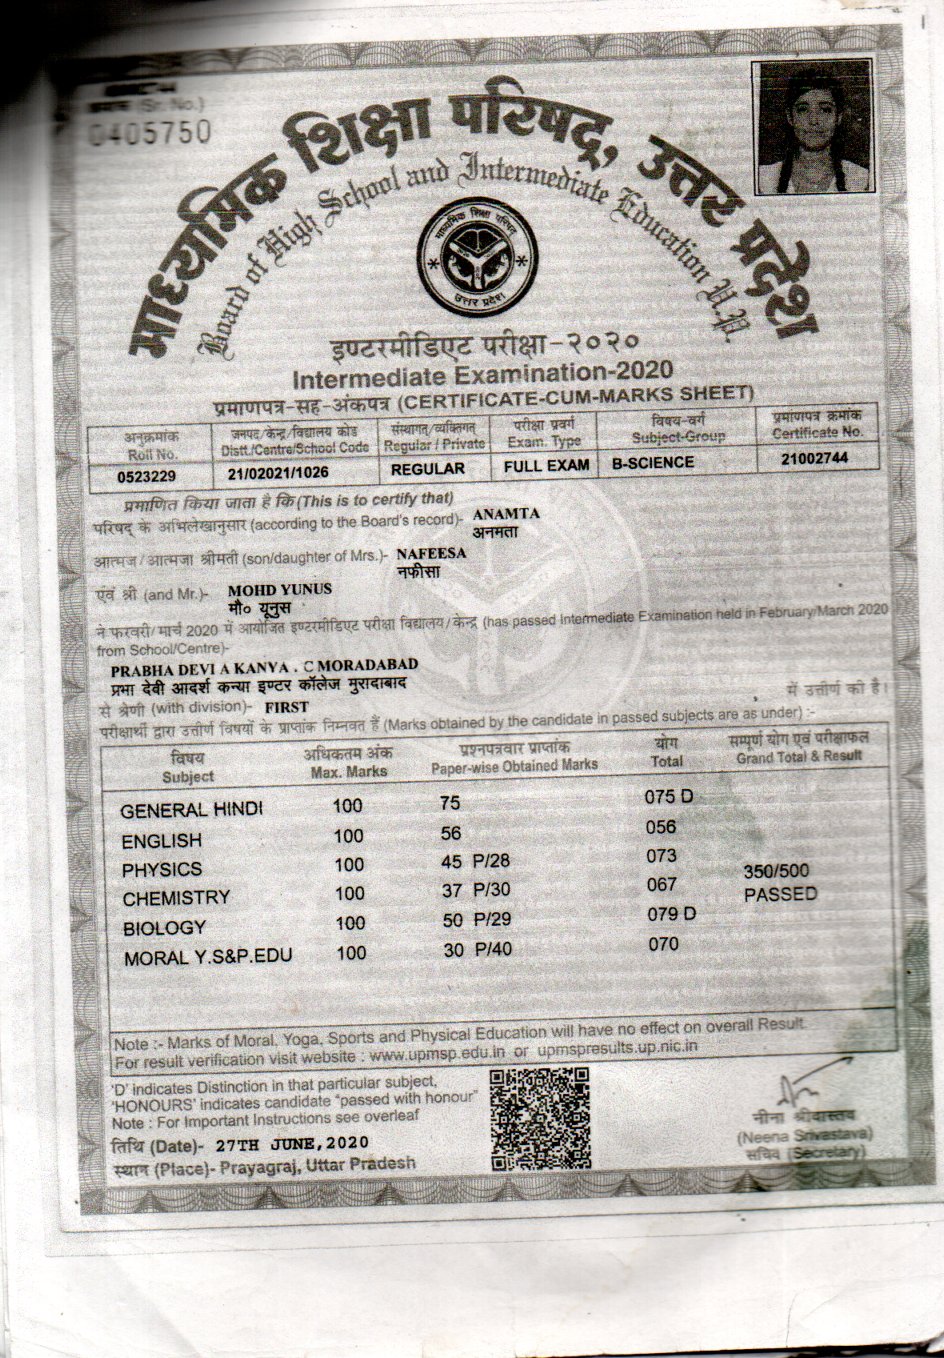 क्रमांक (Sr. No.)
0405750
माध्यमिक शिक्षा परिषद्, उत्तर प्रदेश
Board of High School and Intermediate Education U.P.
माध्यमिक शिक्षा परिषद्
उत्तर प्रदेश
इण्टरमीडिएट परीक्षा-२०२०
Intermediate Examination-2020
प्रमाणपत्र-सह-अंकपत्र (CERTIFICATE-CUM-MARKS SHEET)
अनुक्रमांक जनपद/केन्द्र/विद्यालय कोड संस्थागत/व्यक्तिगत परीक्षा प्रवर्ग विषय-वर्ग प्रमाणपत्र क्रमांक
Roll No. Distt./Centre/School Code Regular / Private Exam. Type Subject-Group Certificate No.
0523229 21/02021/1026 REGULAR FULL EXAM B-SCIENCE 21002744
प्रमाणित किया जाता है कि (This is to certify that)
परिषद् के अभिलेखानुसार (according to the Board's record)- ANAMTA
अनमता
आत्मज/आत्मजा श्रीमती (son/daughter of Mrs.)- NAFEESA
नफीसा
एवं श्री (and Mr.)- MOHD YUNUS
मौ० यूनुस
ने फरवरी/मार्च 2020 में आयोजित इण्टरमीडिएट परीक्षा विद्यालय/केन्द्र (has passed Intermediate Examination held in February/March 2020
from School/Centre)-
PRABHA DEVI A KANYA . C MORADABAD
प्रभा देवी आदर्श कन्या इण्टर कॉलेज मुरादाबाद
से श्रेणी (with division)- FIRST में उत्तीर्ण की है।
परीक्षार्थी द्वारा उत्तीर्ण विषयों के प्राप्तांक निम्नवत हैं (Marks obtained by the candidate in passed subjects are as under) :-
विषय अधिकतम अंक प्रश्नपत्रवार प्राप्तांक योग सम्पूर्ण योग एवं परीक्षाफल
Subject Max. Marks Paper-wise Obtained Marks Total Grand Total & Result
GENERAL HINDI 100 75 075 D
ENGLISH 100 56 056
PHYSICS 100 45 P/28 073
350/500
CHEMISTRY 100 37 P/30 067
PASSED
BIOLOGY 100 50 P/29 079 D
MORAL Y.S&P.EDU 100 30 P/40 070
Note :- Marks of Moral, Yoga, Sports and Physical Education will have no effect on overall Result.
For result verification visit website : www.upmsp.edu.in or upmspresults.up.nic.in
'D' indicates Distinction in that particular subject,
'HONOURS' indicates candidate "passed with honour"
Note : For Important Instructions see overleaf
तिथि (Date)- 27TH JUNE,2020
स्थान (Place)- Prayagraj, Uttar Pradesh
नीना श्रीवास्तव
(Neena Srivastava)
सचिव (Secretary)